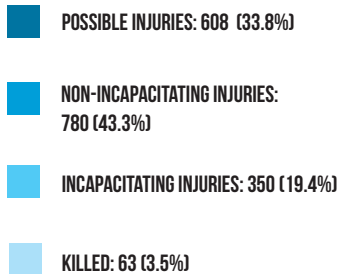 POSSIBLE INJURIES: 608 (33.8%)
NON-INCAPACITATING INJURIES:
780 (43.3%)
INCAPACITATING INJURIES: 350 (19.4%)
KILLED: 63 (3.5%)